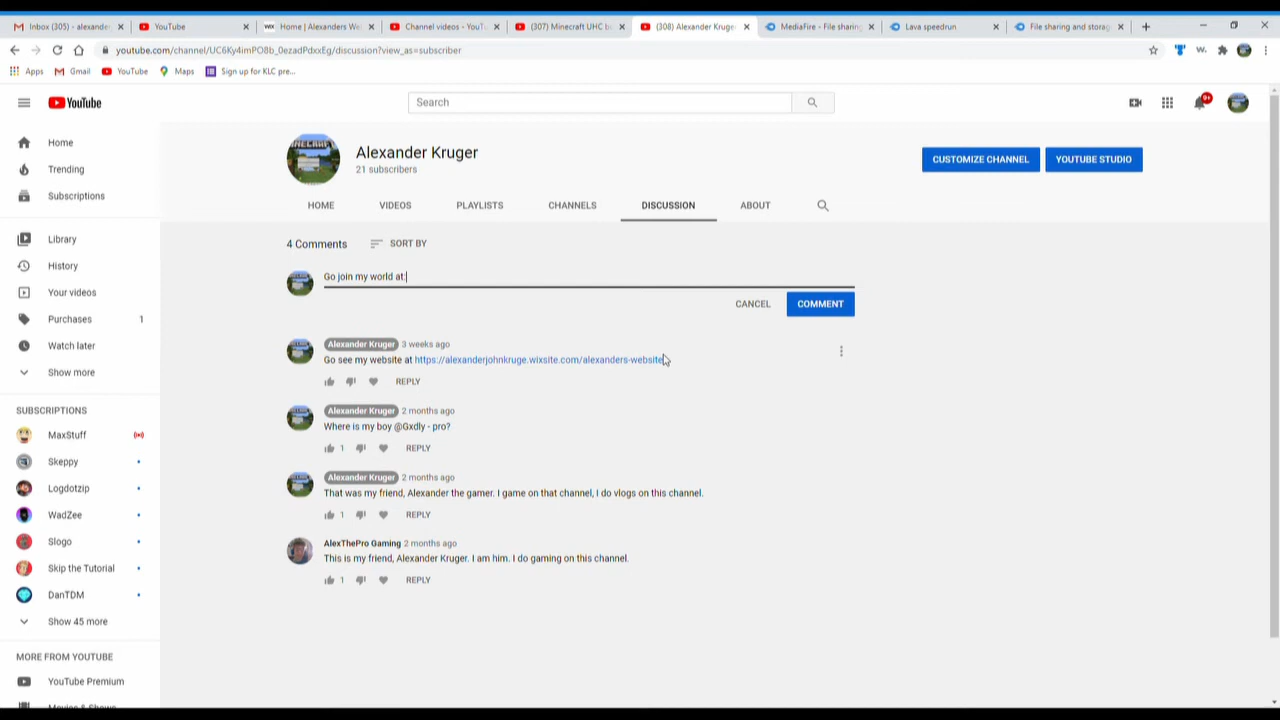 Inbox (305) - alexander
YouTube
WIX Home | Alexanders We
Channel videos - YouTu
(307) Minecraft UHC b
(308) Alexander Kruger
MediaFire - File sharing
Lava speedrun
File sharing and storag
youtube.com/channel/UC6Ky4imPO8b_0ezadPdxxEg/discussion?view_as=subscriber
Apps
Gmail
YouTube
Maps
Sign up for KLC pre...
YouTube
Search
9+
Home
Trending
Subscriptions
Library
History
Your videos
Purchases 1
Watch later
Show more
SUBSCRIPTIONS
MaxStuff
Skeppy
Logdotzip
WadZee
Slogo
Skip the Tutorial
DanTDM
Show 45 more
MORE FROM YOUTUBE
YouTube Premium
Movies & Shows
Alexander Kruger
21 subscribers
CUSTOMIZE CHANNEL
YOUTUBE STUDIO
HOME
VIDEOS
PLAYLISTS
CHANNELS
DISCUSSION
ABOUT
4 Comments
SORT BY
Go join my world at:
CANCEL
COMMENT
Alexander Kruger 3 weeks ago
Go see my website at https://alexanderjohnkruge.wixsite.com/alexanders-website
REPLY
Alexander Kruger 2 months ago
Where is my boy @Gxdly - pro?
1 REPLY
Alexander Kruger 2 months ago
That was my friend, Alexander the gamer. I game on that channel, I do vlogs on this channel.
1 REPLY
AlexThePro Gaming 2 months ago
This is my friend, Alexander Kruger. I am him. I do gaming on this channel.
1 REPLY